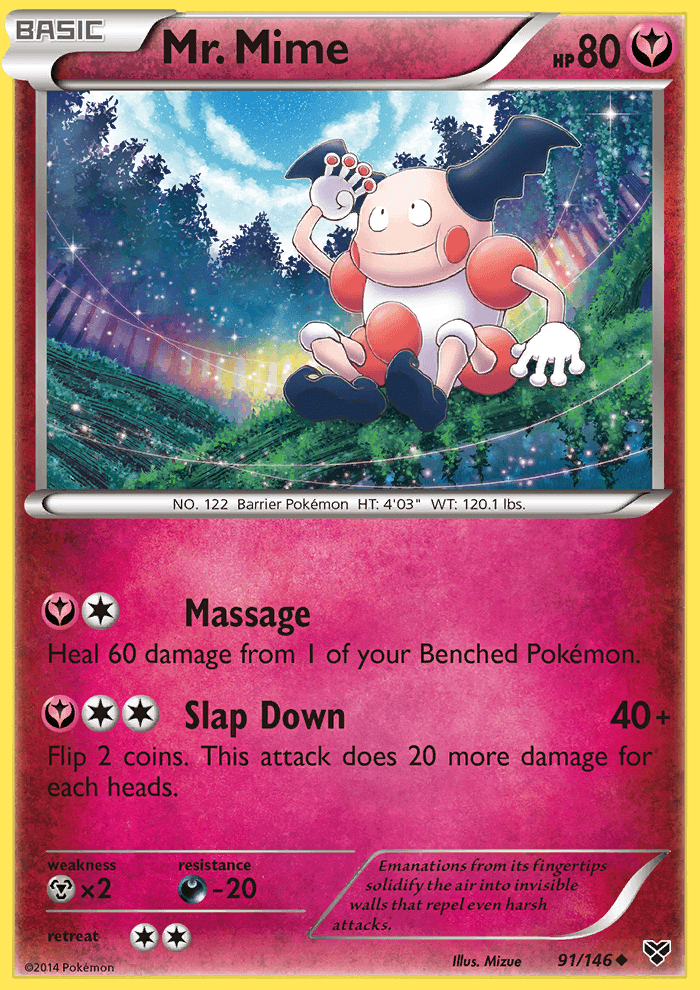 BASIC
Mr. Mime
HP80
NO. 122 Barrier Pokémon HT: 4'03" WT: 120.1 lbs.
Massage
Heal 60 damage from 1 of your Benched Pokémon.
Slap Down 40+
Flip 2 coins. This attack does 20 more damage for
each heads.
weakness
×2
resistance
-20
retreat
Emanations from its fingertips
solidify the air into invisible
walls that repel even harsh
attacks.
Illus. Mizue 91/146
©2014 Pokémon